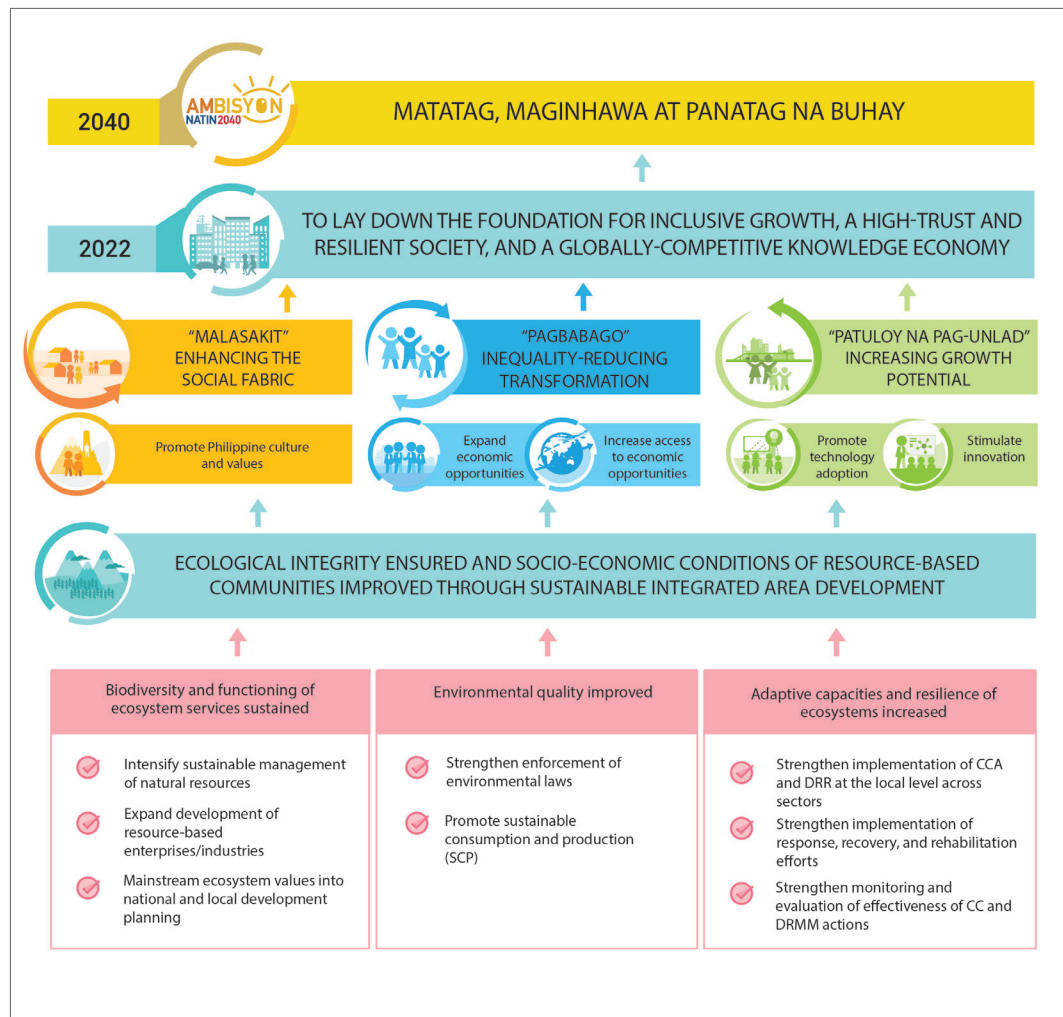 2040
AMBISYON
NATIN2040
MATATAG, MAGINHAWA AT PANATAG NA BUHAY
2022
TO LAY DOWN THE FOUNDATION FOR INCLUSIVE GROWTH, A HIGH-TRUST AND
RESILIENT SOCIETY, AND A GLOBALLY-COMPETITIVE KNOWLEDGE ECONOMY
“MALASAKIT”
ENHANCING THE
SOCIAL FABRIC
“PAGBABAGO”
INEQUALITY-REDUCING
TRANSFORMATION
“PATULOY NA PAG-UNLAD”
INCREASING GROWTH
POTENTIAL
Promote Philippine culture
and values
Expand
economic
opportunities
Increase access
to economic
opportunities
Promote
technology
adoption
Stimulate
innovation
ECOLOGICAL INTEGRITY ENSURED AND SOCIO-ECONOMIC CONDITIONS OF RESOURCE-BASED
COMMUNITIES IMPROVED THROUGH SUSTAINABLE INTEGRATED AREA DEVELOPMENT
Biodiversity and functioning of
ecosystem services sustained
Intensify sustainable management
of natural resources
Expand development of
resource-based
enterprises/industries
Mainstream ecosystem values into
national and local development
planning
Environmental quality improved
Strengthen enforcement of
environmental laws
Promote sustainable
consumption and production
(SCP)
Adaptive capacities and resilience of
ecosystems increased
Strengthen implementation of CCA
and DRR at the local level across
sectors
Strengthen implementation of
response, recovery, and rehabilitation
efforts
Strengthen monitoring and
evaluation of effectiveness of CC and
DRMM actions